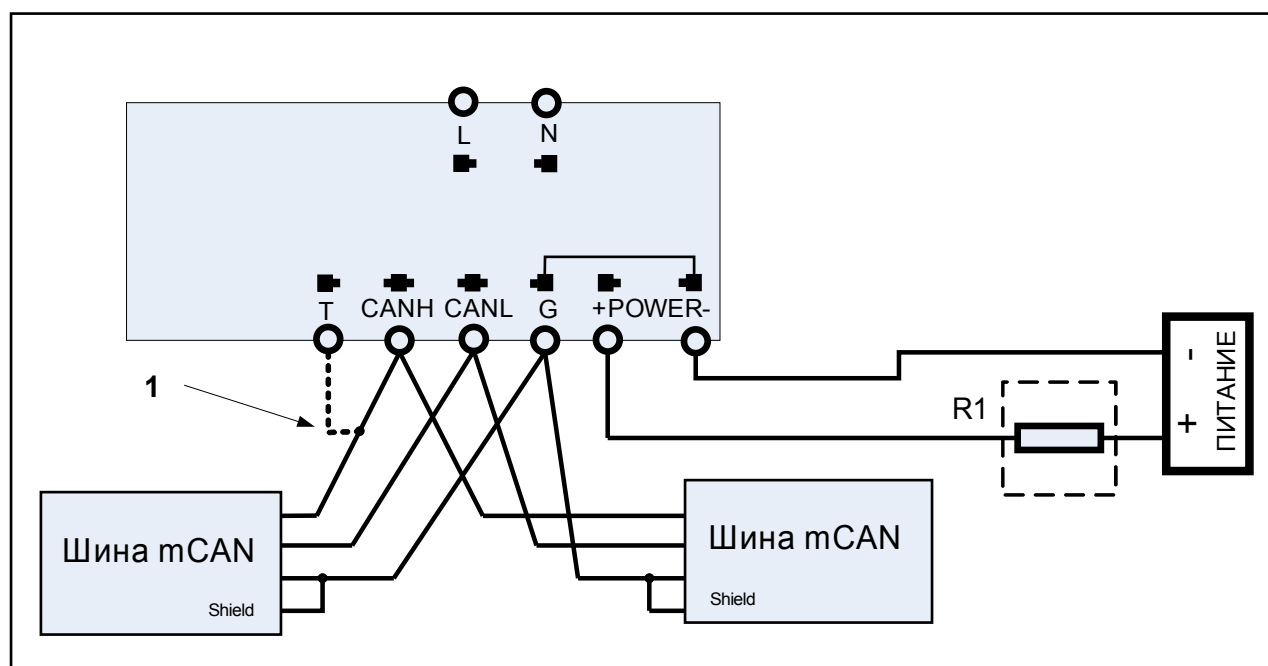 L N
T CANH CANL G +POWER-
1
R1
- +
ПИТАНИЕ
Шина mCAN
Shield
Шина mCAN
Shield